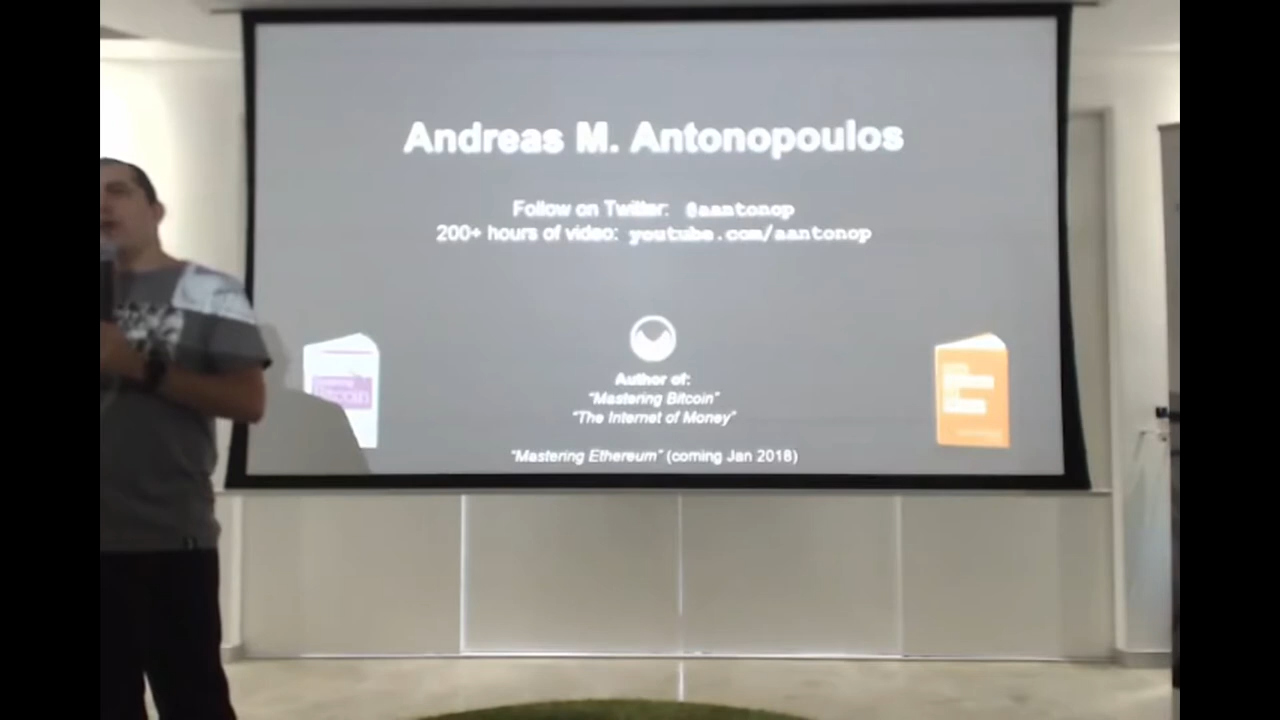 Andreas M. Antonopoulos
Follow on Twitter: @aantonop
200+ hours of video: youtube.com/aantonop
Author of:
"Mastering Bitcoin"
"The Internet of Money"
"Mastering Ethereum" (coming Jan 2018)
Bitcoin